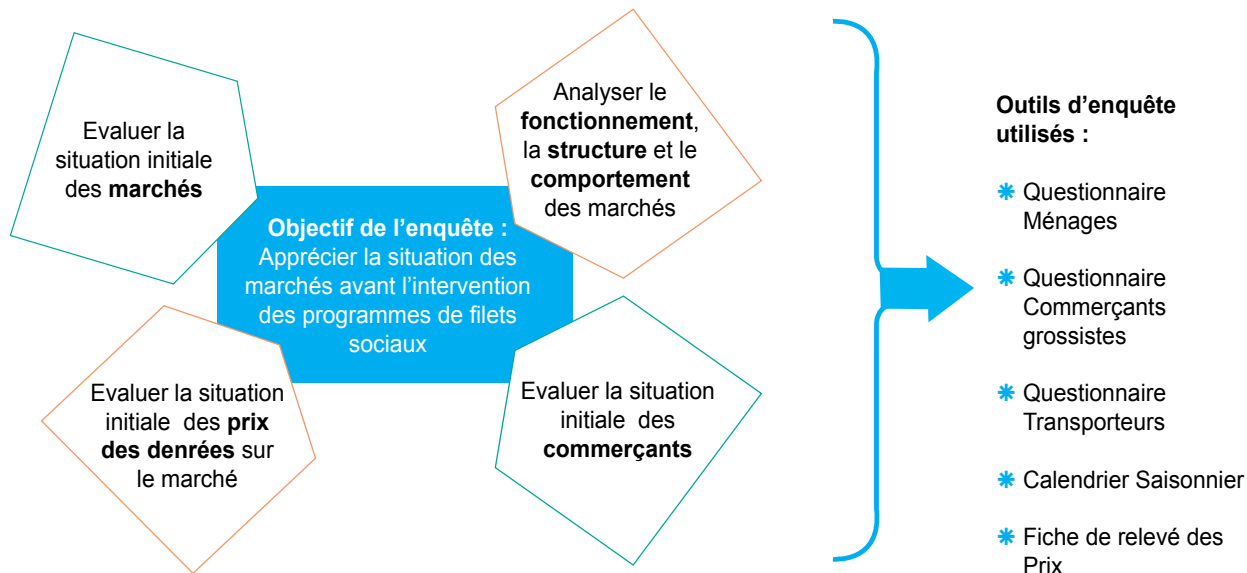 Evaluer la
situation initiale
des marchés
Analyser le
fonctionnement,
la structure et le
comportement
des marchés
Objectif de l'enquête :
Apprécier la situation des
marchés avant l'intervention
des programmes de filets
sociaux
Evaluer la situation
initiale des prix
des denrées sur
le marché
Evaluer la situation
initiale des
commerçants
Outils d'enquête
utilisés :
Questionnaire
Ménages
Questionnaire
Commerçants
grossistes
Questionnaire
Transporteurs
Calendrier Saisonnier
Fiche de relevé des
Prix